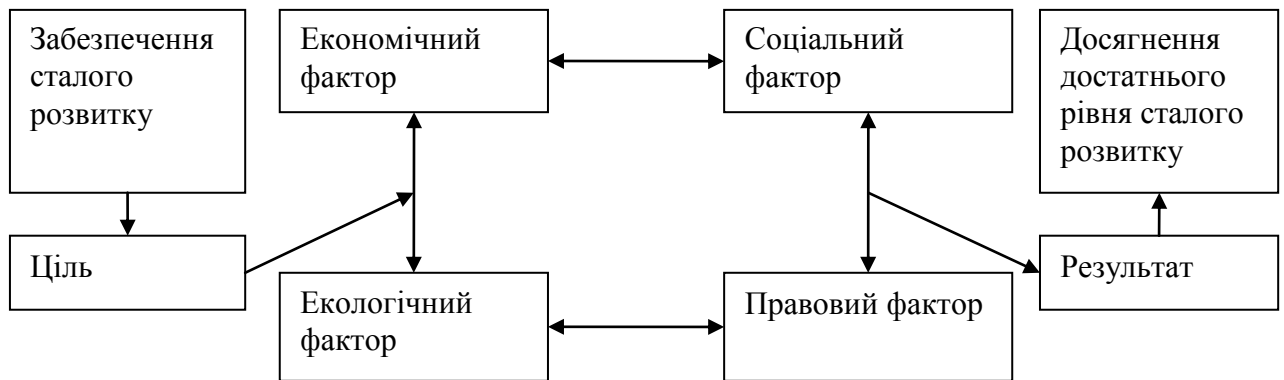 Забезпечення
сталого
розвитку
Економічний
фактор
Соціальний
фактор
Досягнення
достатнього
рівня сталого
розвитку
Ціль
Екологічний
фактор
Правовий фактор
Результат